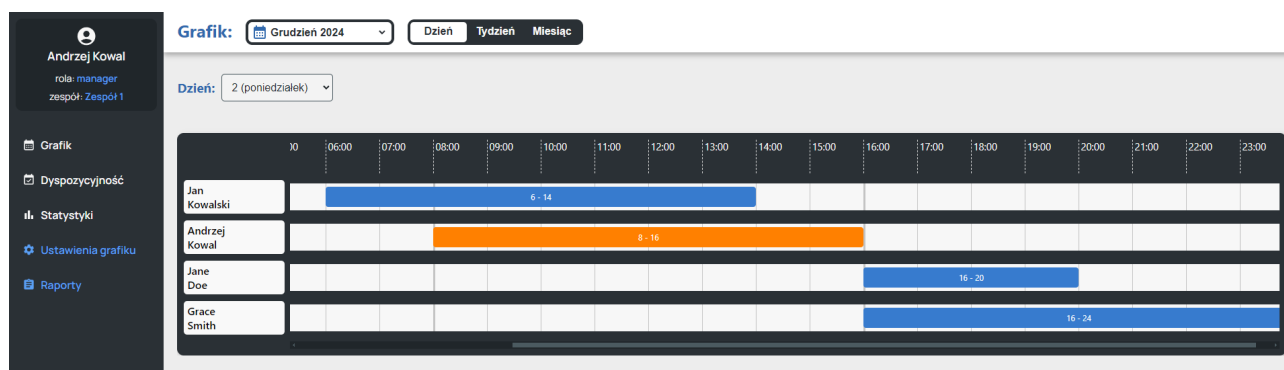 Andrzej Kowal
rola: manager
zespół: Zespół 1
Grafik
Dyspozycyjność
Statystyki
Ustawienia grafiku
Raporty
Grafik: Grudzień 2024 Dzień Tydzień Miesiąc
Dzień: 2 (poniedziałek)
06:00 07:00 08:00 09:00 10:00 11:00 12:00 13:00 14:00 15:00 16:00 17:00 18:00 19:00 20:00 21:00 22:00 23:00
Jan
Kowalski
6 - 14
Andrzej
Kowal
8 - 16
Jane
Doe
16 - 20
Grace
Smith
16 - 24